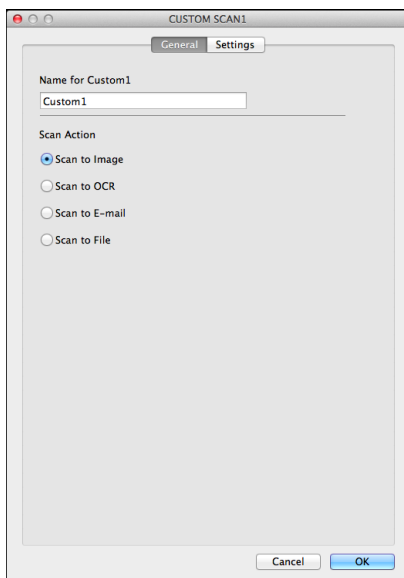 CUSTOM SCAN1
General Settings
Name for Custom1
Custom1
Scan Action
Scan to Image
Scan to OCR
Scan to E-mail
Scan to File
Cancel OK